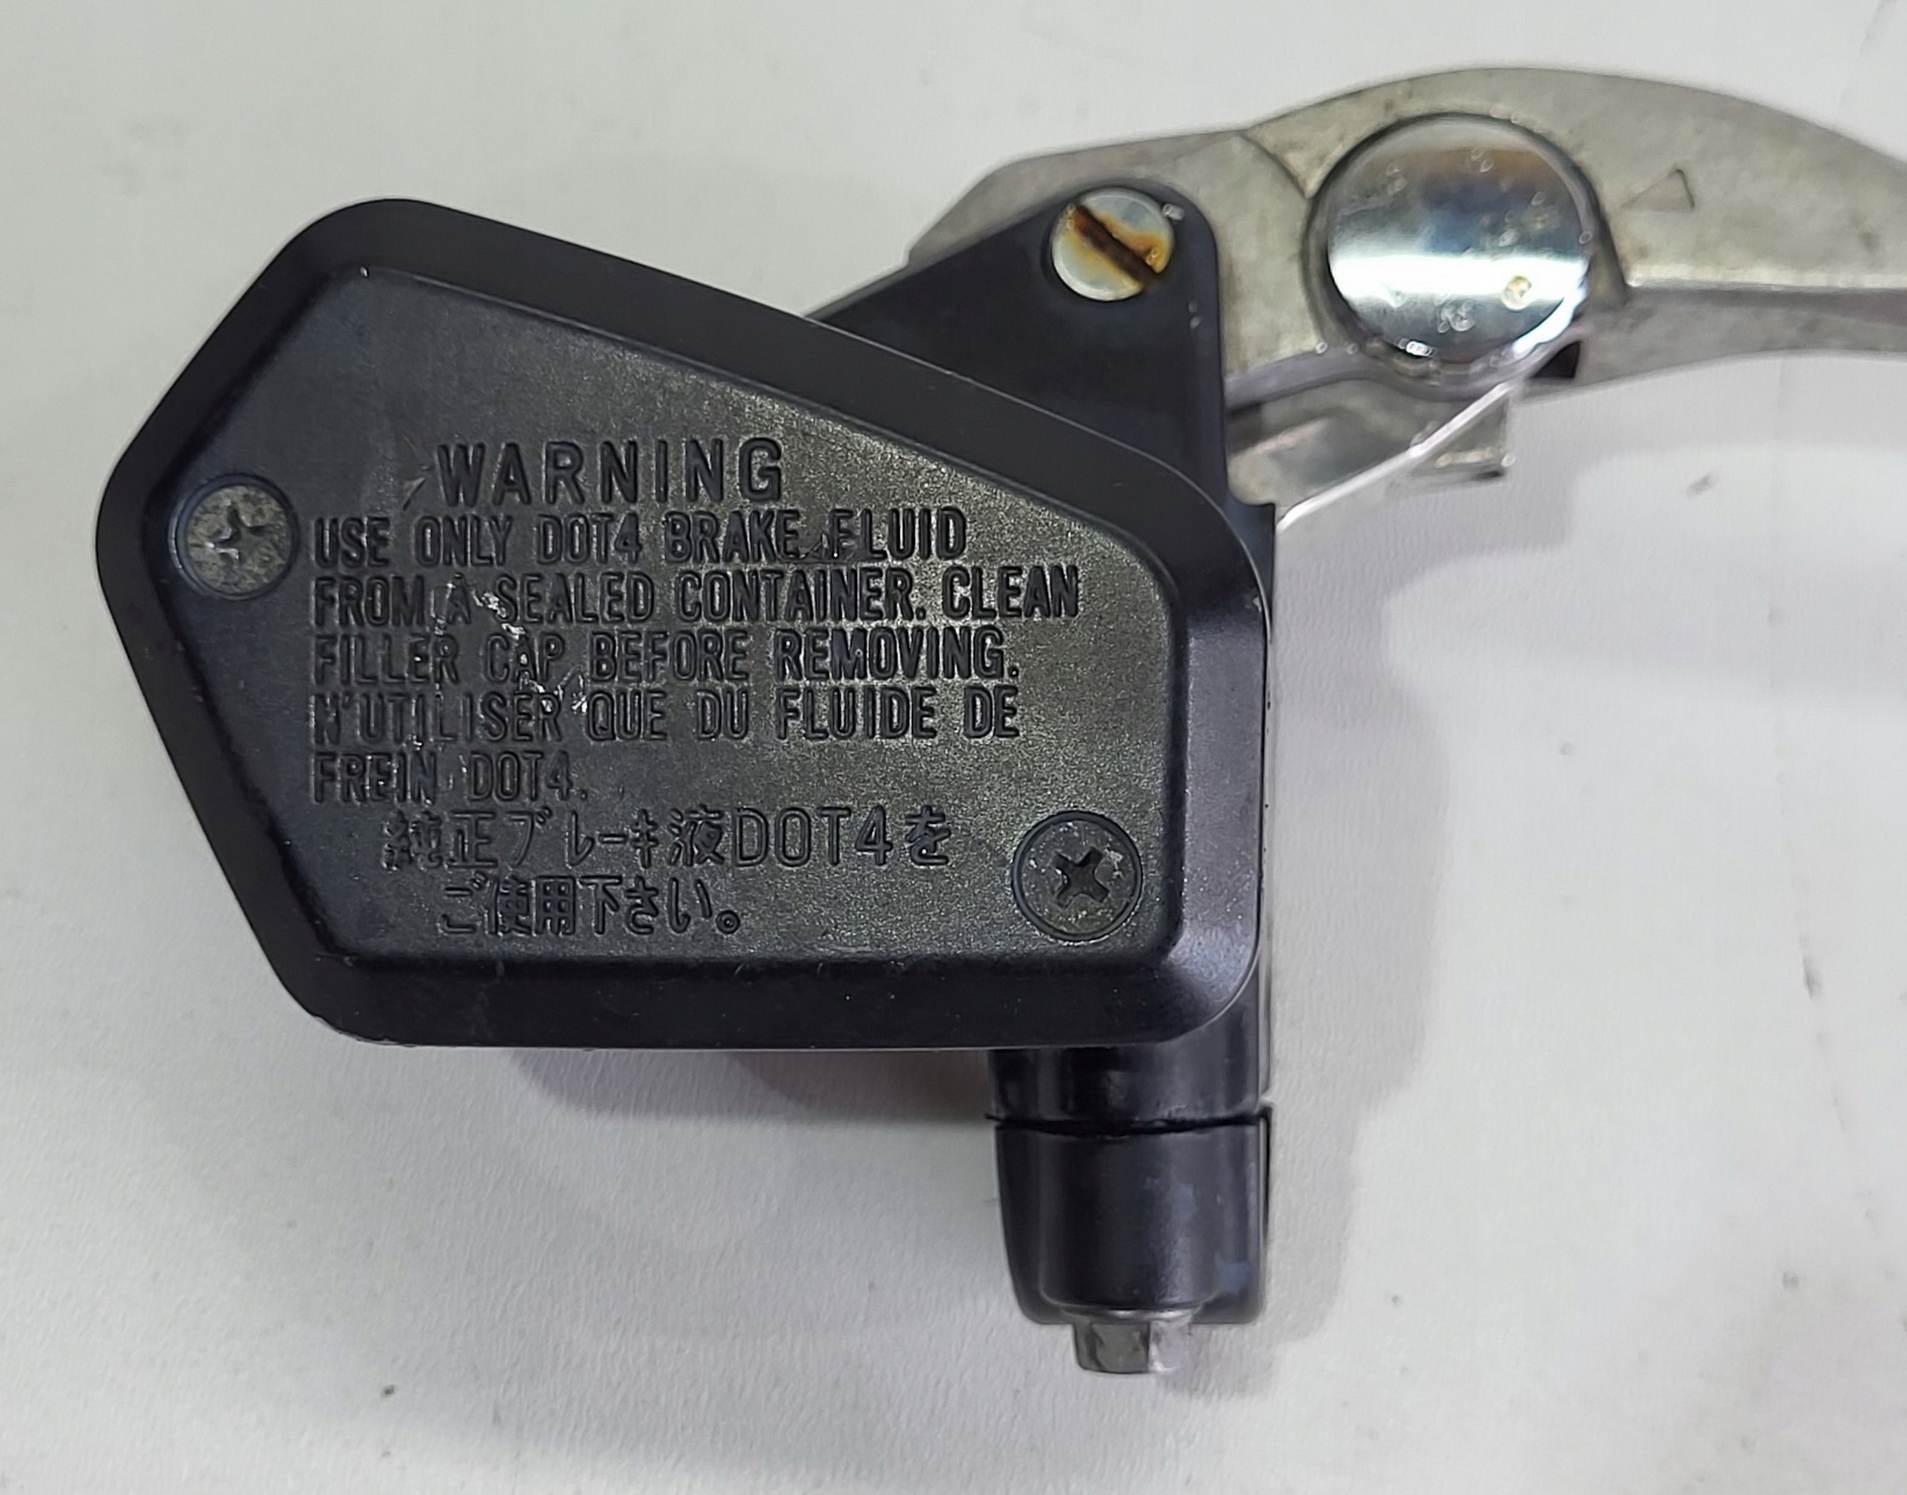 WARNING
USE ONLY DOT4 BRAKE FLUID
FROM A SEALED CONTAINER. CLEAN
FILLER CAP BEFORE REMOVING.
N'UTILISER QUE DU FLUIDE DE
FREIN DOT4.
純正ブレーキ液DOT4を
ご使用下さい。